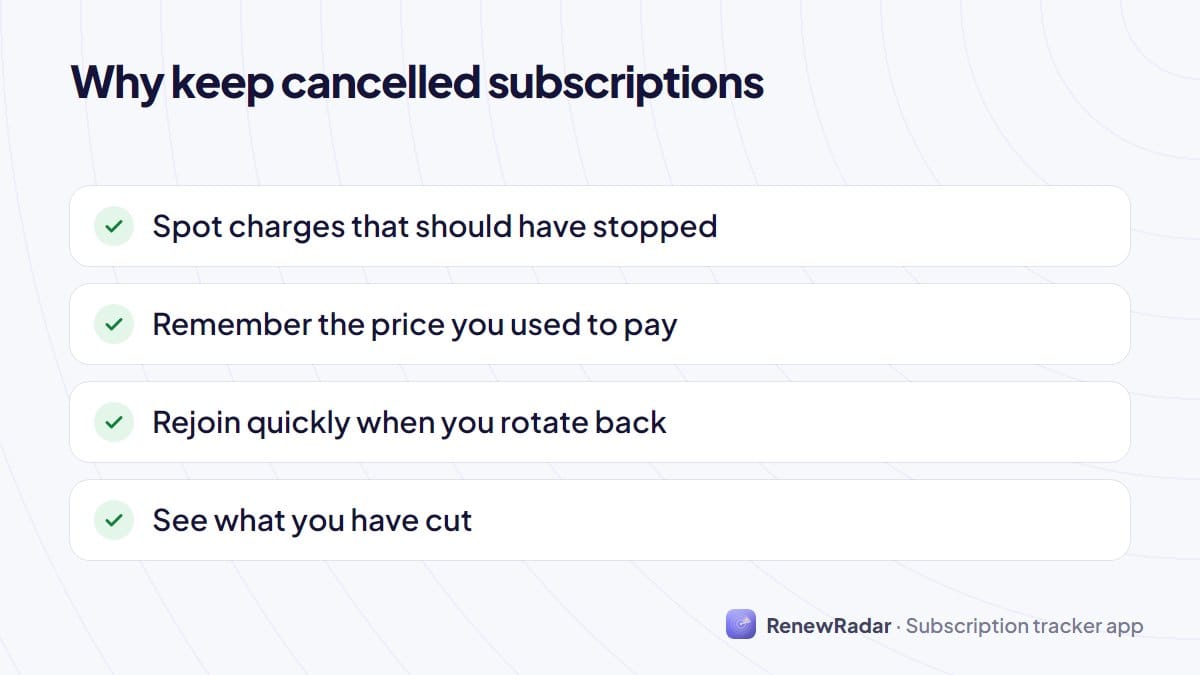 Why keep cancelled subscriptions
Spot charges that should have stopped
Remember the price you used to pay
Rejoin quickly when you rotate back
See what you have cut
RenewRadar · Subscription tracker app